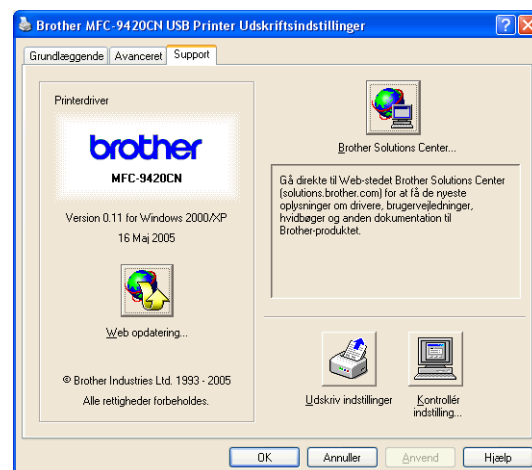 Brother MFC-9420CN USB Printer Udskriftsindstillinger
Grundlæggende Avanceret Support
Printerdriver
brother
MFC-9420CN
Version 0.11 for Windows 2000/XP
16 Maj 2005
Web opdatering...
© Brother Industries Ltd. 1993 - 2005
Alle rettigheder forbeholdes.
Brother Solutions Center...
Gå direkte til Web-stedet Brother Solutions Center
(solutions.brother.com) for at få de nyeste
oplysninger om drivere, brugervejledninger,
hvidbøger og anden dokumentation til
Brother-produktet.
Udskriv indstillinger
Kontrollér
indstilling...
OK Annuller Anvend Hjælp